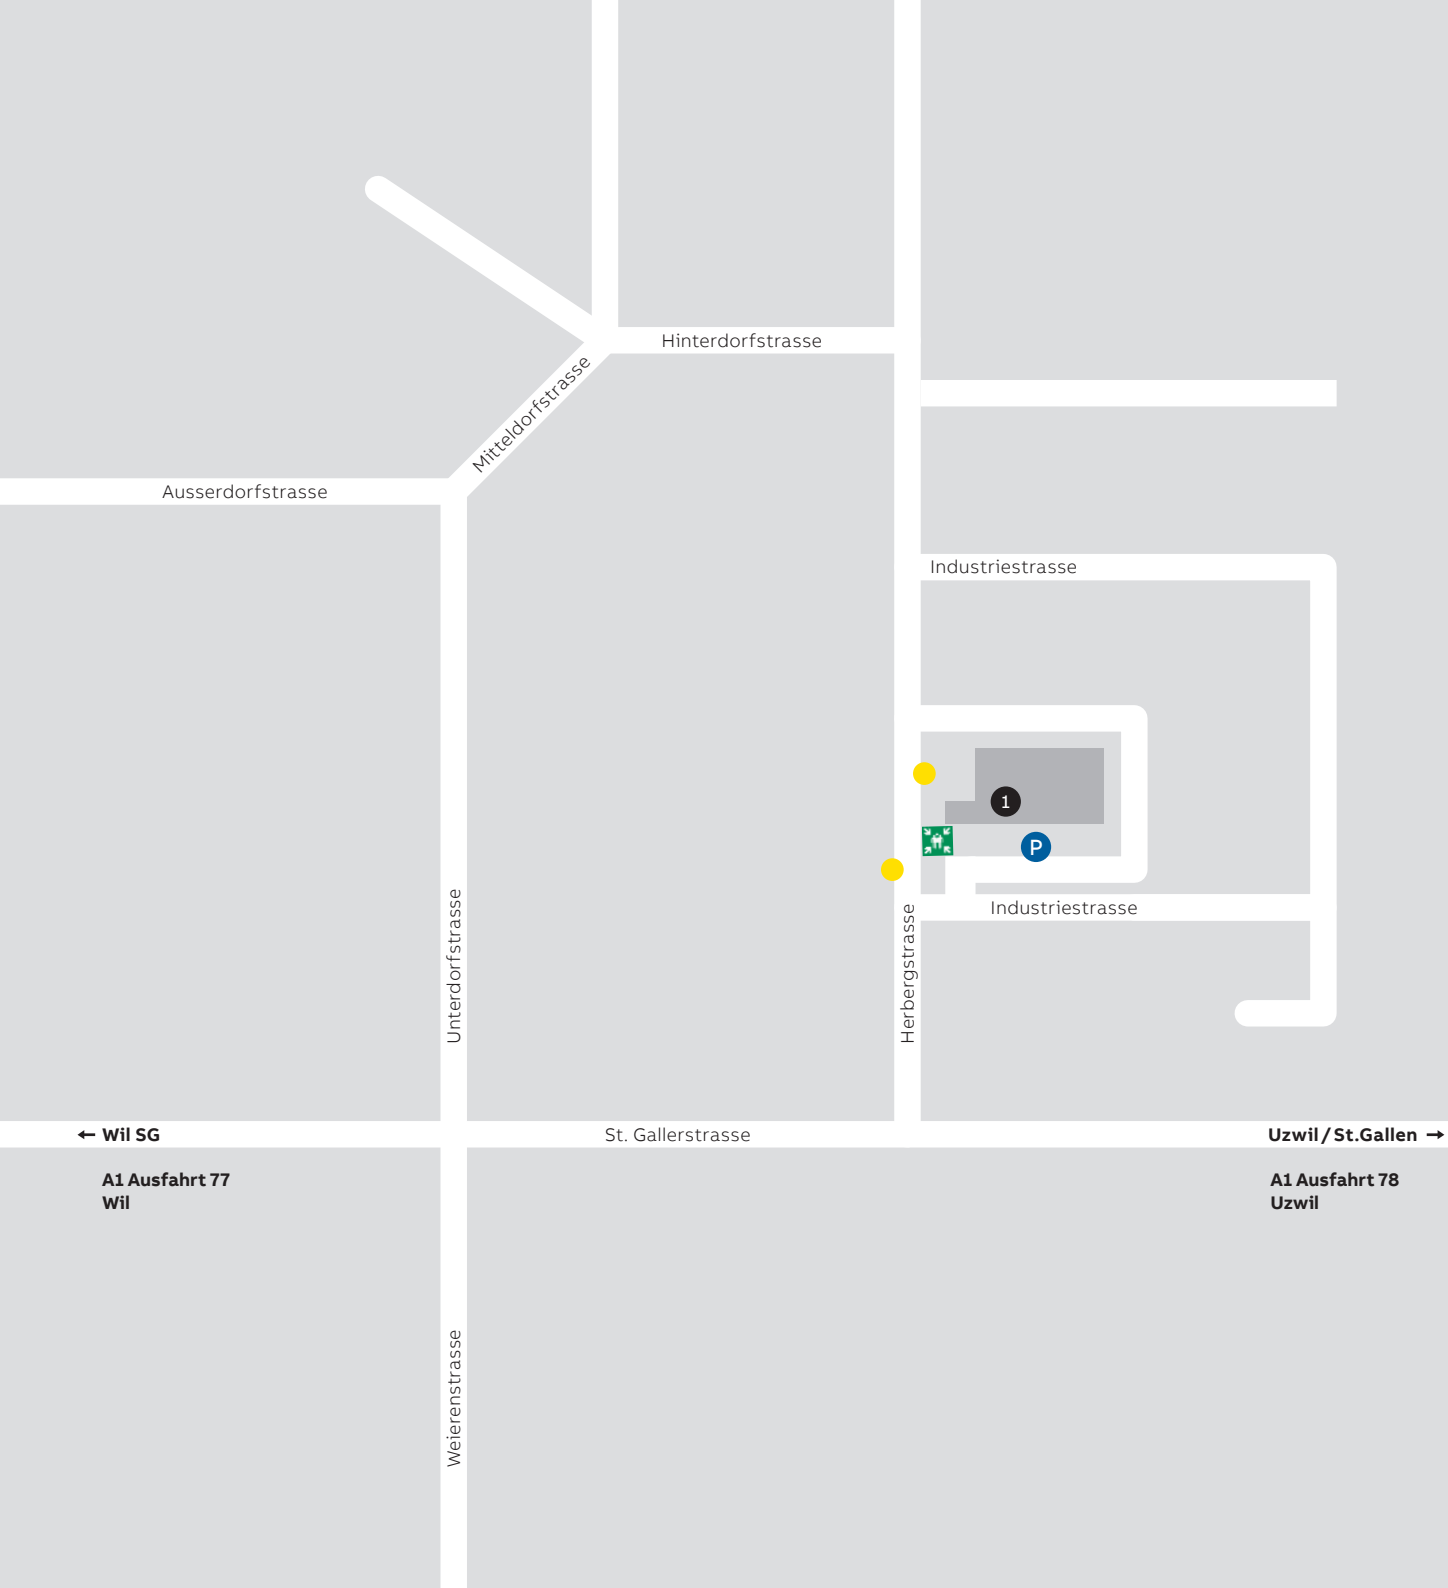 Hinterdorfstrasse
Mitteldorfstrasse
Ausserdorfstrasse
Industriestrasse
1
P
Unterdorfstrasse
Herbergstrasse
Industriestrasse
← Wil SG
St. Gallerstrasse
Uzwil/St.Gallen →
A1 Ausfahrt 77
Wil
A1 Ausfahrt 78
Uzwil
Weierenstrasse